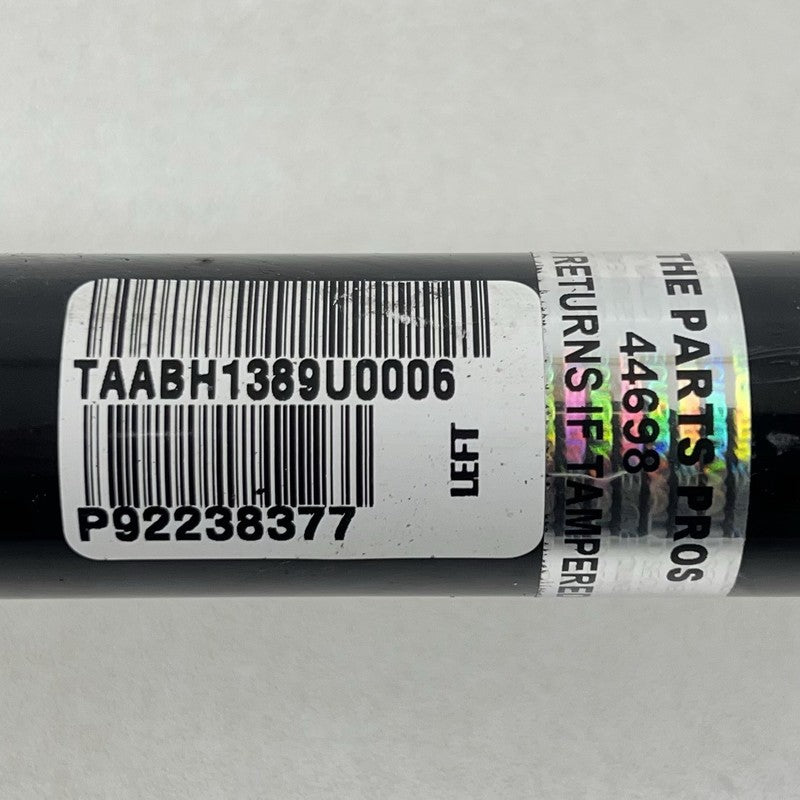 TAABH1389U0006
P92238377
LEFT
THE PARTS PROS
44698
RETURNS IF TAMPERED